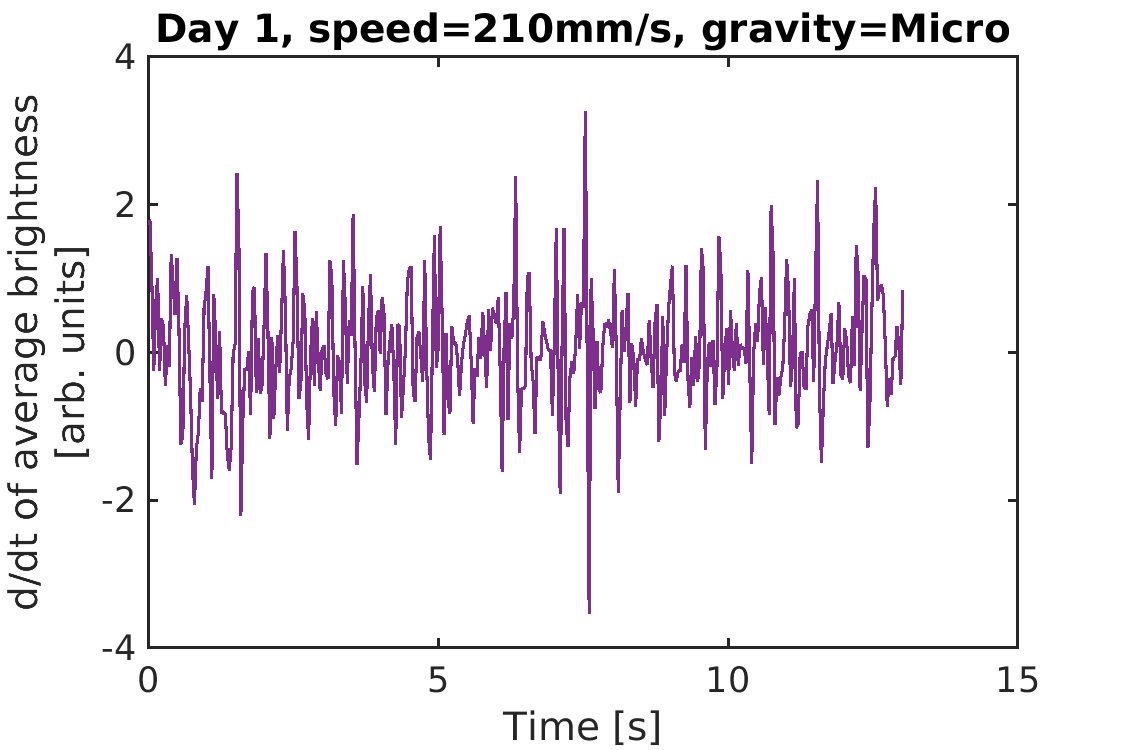 Day 1, speed=210mm/s, gravity=Micro
d/dt of average brightness
[arb. units]
4
2
0
-2
-4
0
5
10
15
Time [s]